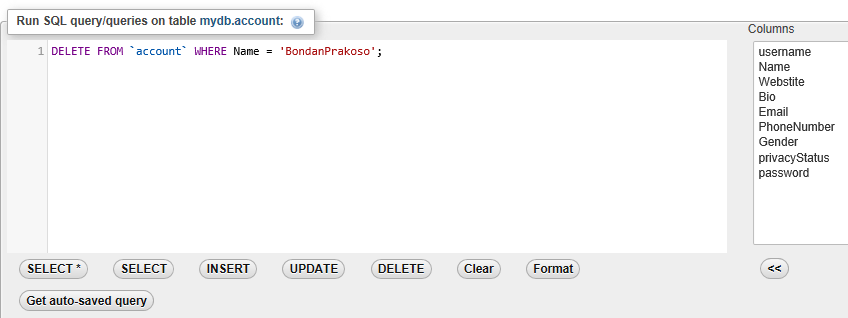 Run SQL query/queries on table mydb.account:
Columns
1 DELETE FROM `account` WHERE Name = 'BondanPrakoso';
username
Name
Webstite
Bio
Email
PhoneNumber
Gender
privacyStatus
password
SELECT * SELECT INSERT UPDATE DELETE Clear Format <<
Get auto-saved query